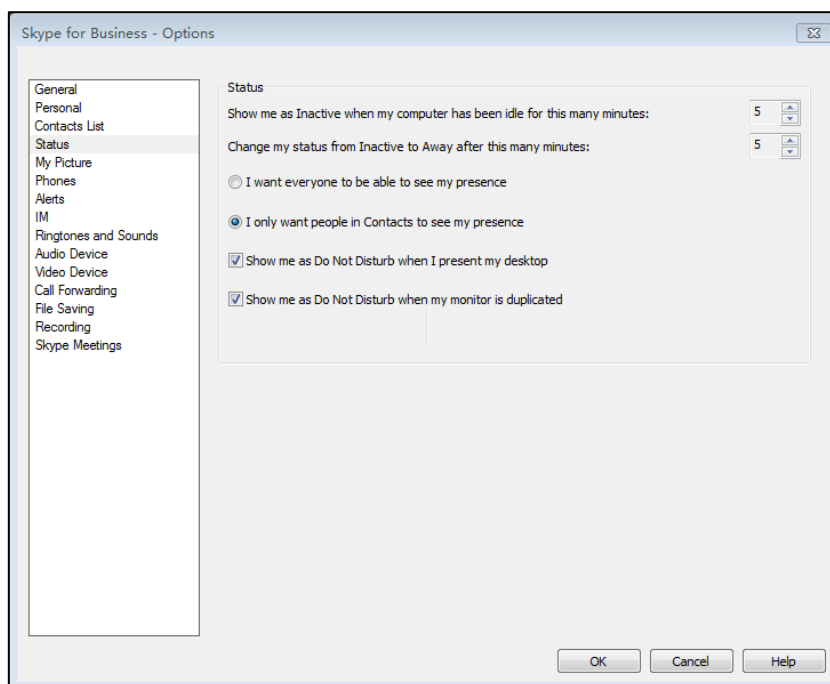 Skype for Business - Options
General
Personal
Contacts List
Status
My Picture
Phones
Alerts
IM
Ringtones and Sounds
Audio Device
Video Device
Call Forwarding
File Saving
Recording
Skype Meetings
Status
Show me as Inactive when my computer has been idle for this many minutes: 5
Change my status from Inactive to Away after this many minutes: 5
I want everyone to be able to see my presence
I only want people in Contacts to see my presence
Show me as Do Not Disturb when I present my desktop
Show me as Do Not Disturb when my monitor is duplicated
OK Cancel Help